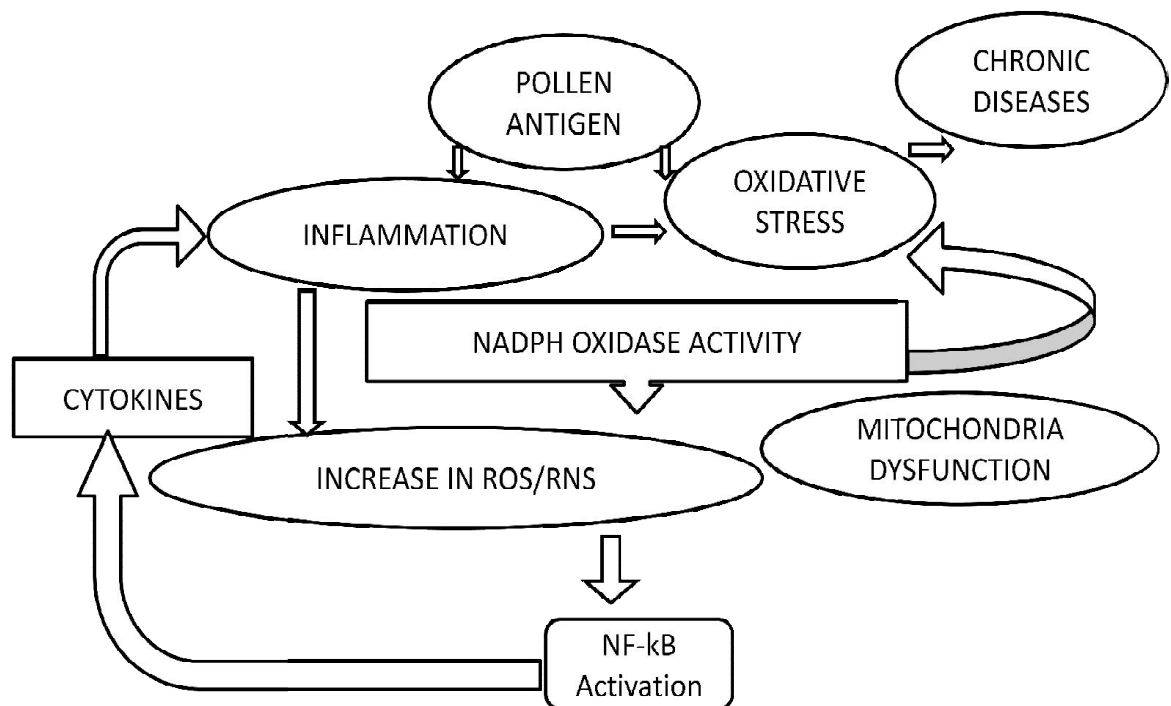 CHRONIC
DISEASES
POLLEN
ANTIGEN
OXIDATIVE
STRESS
INFLAMMATION
NADPH OXIDASE ACTIVITY
CYTOKINES
MITOCHONDRIA
DYSFUNCTION
INCREASE IN ROS/RNS
NF-kB
Activation